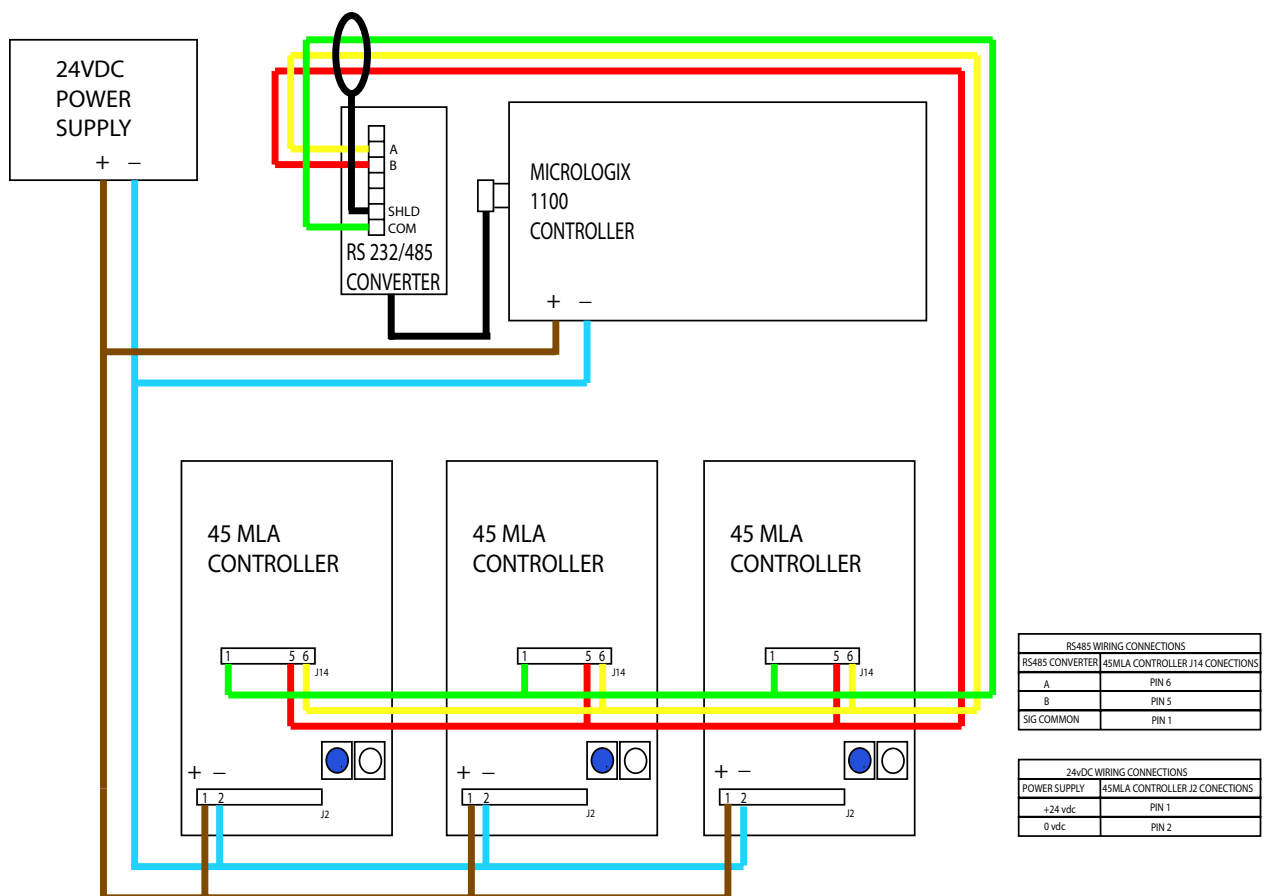 24VDC
POWER
SUPPLY
+ −
A
B
SHLD
COM
RS 232/485
CONVERTER
MICROLOGIX
1100
CONTROLLER
+ −
45 MLA
CONTROLLER
1 5 6
J14
+ −
1 2
J2
45 MLA
CONTROLLER
1 5 6
J14
+ −
1 2
J2
45 MLA
CONTROLLER
1 5 6
J14
+ −
1 2
J2
RS485 WIRING CONNECTIONS
RS485 CONVERTER 45MLA CONTROLLER J14 CONECTIONS
A PIN 6
B PIN 5
SIG COMMON PIN 1
24vDC WIRING CONNECTIONS
POWER SUPPLY 45MLA CONTROLLER J2 CONECTIONS
+24 vdc PIN 1
0 vdc PIN 2